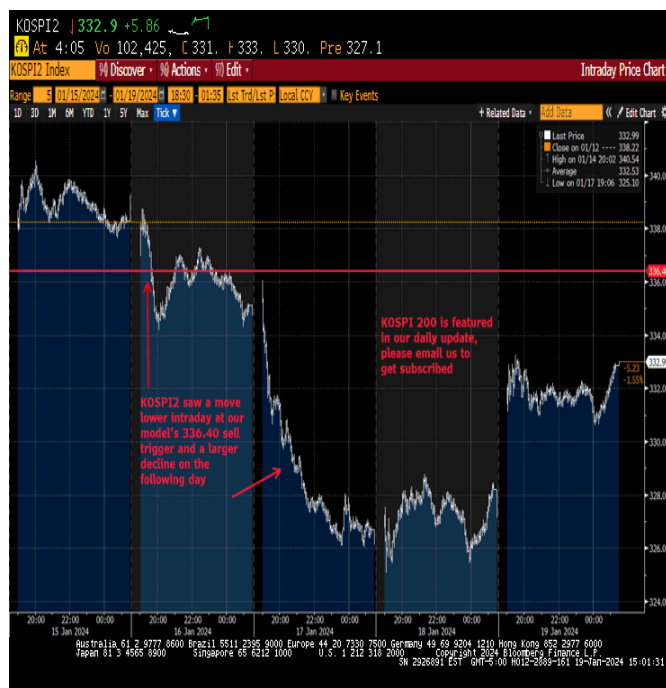 KOSPI2 ↓332.9 +5.86
At 4:05 Vo 102,425, 331. 333. L 330. Pre 327.1
KOSPI2 Index 94) Discover 96) Actions 97) Edit Intraday Price Chart
Range 5 01/15/2024 - 01/19/2024 18:30 - 01:35 Lst Trd/Lst P Local CCY Key Events
1D 3D 1M 6M YTD 1Y 5Y Max Tick ▼ + Related Data Add Data « Edit Chart
Last Price 332.99
Close on 01/12 ---- 338.22
High on 01/14 20:02 340.54
Average 332.53
Low on 01/17 19:06 325.10
340.0
338.0
336.4
336.0
KOSPI 200 is featured
in our daily update,
please email us to
get subscribed
332.9
-5.23
-1.55%
332.0
KOSPI2 saw a move
lower intraday at our
model's 336.40 sell
trigger and a larger
decline on the
following day
330.0
328.0
326.0
324.0
20:00 22:00 00:00 20:00 22:00 00:00 20:00 22:00 00:00 20:00 22:00 00:00 20:00 22:00 00:00
15 Jan 2024 16 Jan 2024 17 Jan 2024 18 Jan 2024 19 Jan 2024
Australia 61 2 9777 8600 Brazil 5511 2395 9000 Europe 44 20 7330 7500 Germany 49 69 9204 1210 Hong Kong 852 2977 6000
Japan 81 3 4565 8900 Singapore 65 6212 1000 U.S. 1 212 318 2000 Copyright 2024 Bloomberg Finance L.P.
SN 2926891 EST GMT-5:00 H012-2889-161 19-Jan-2024 15:01:31